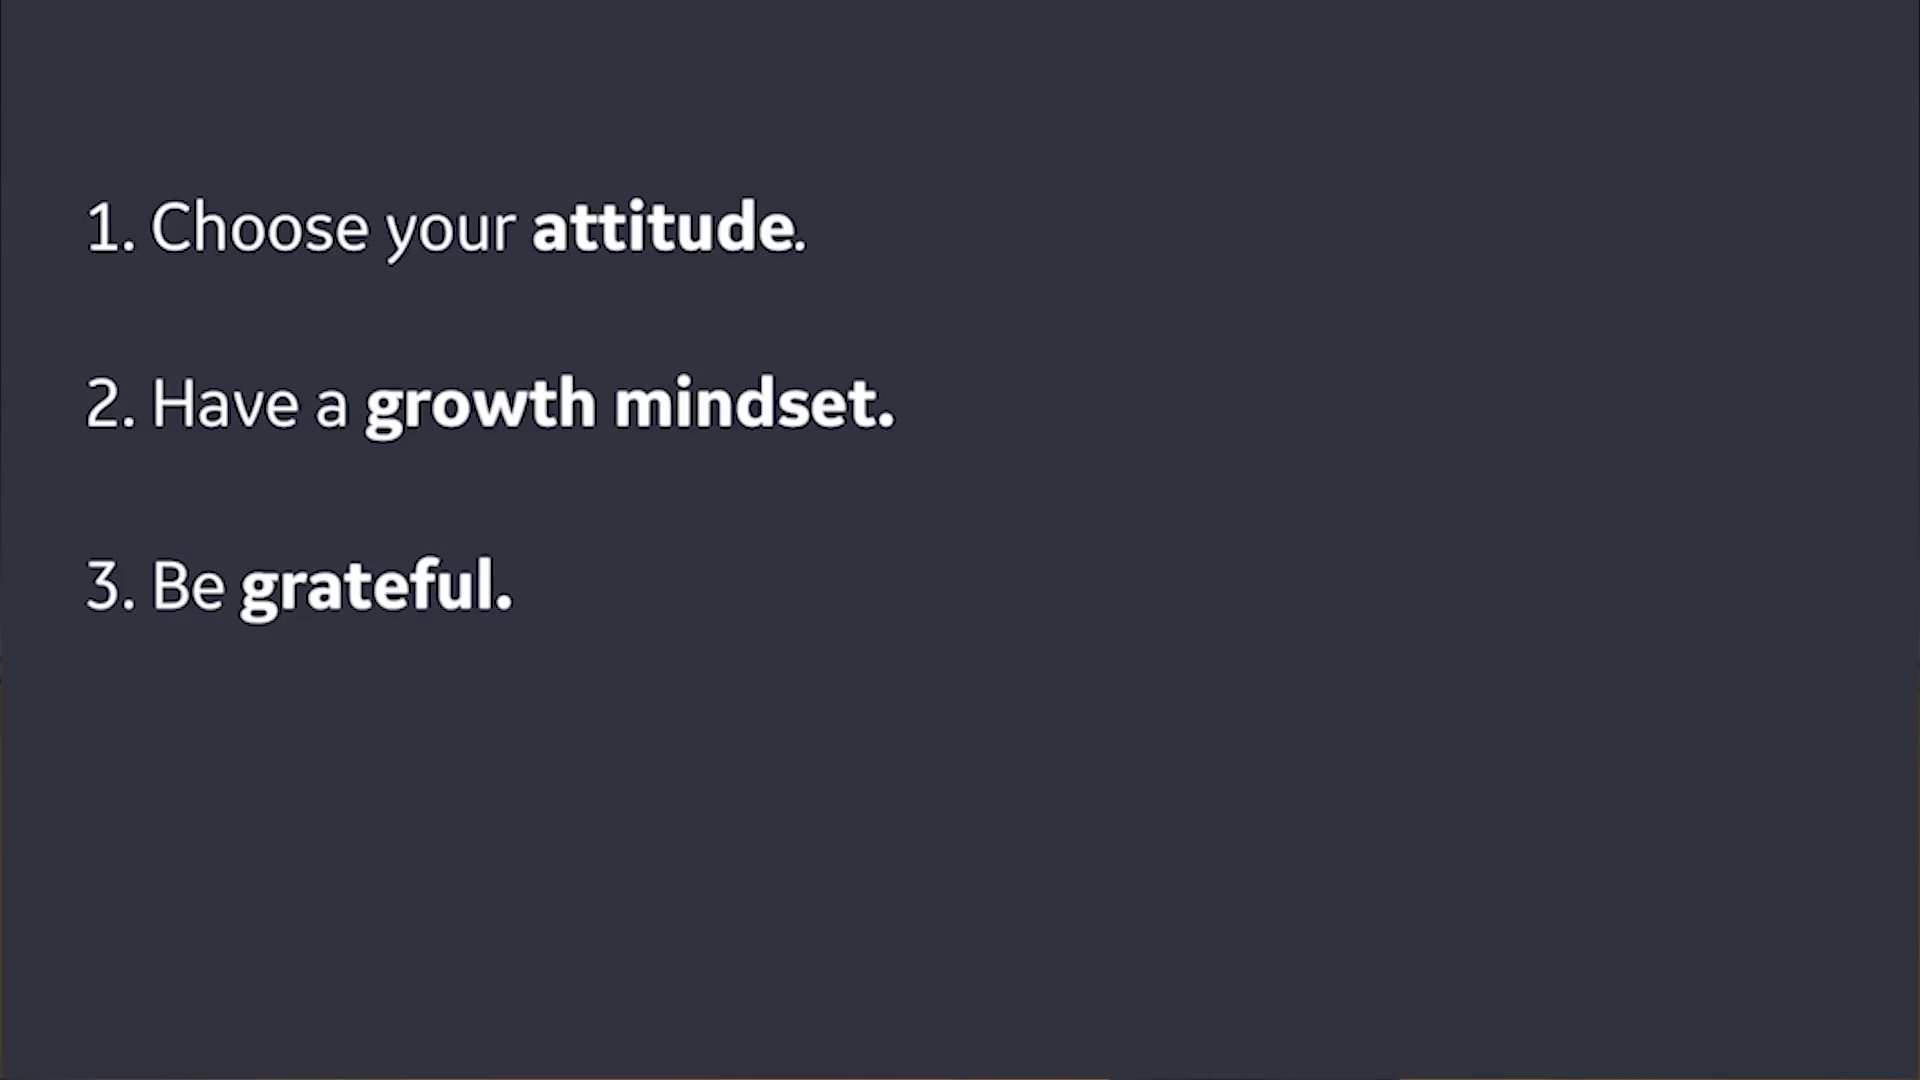 1. Choose your attitude.
2. Have a growth mindset.
3. Be grateful.